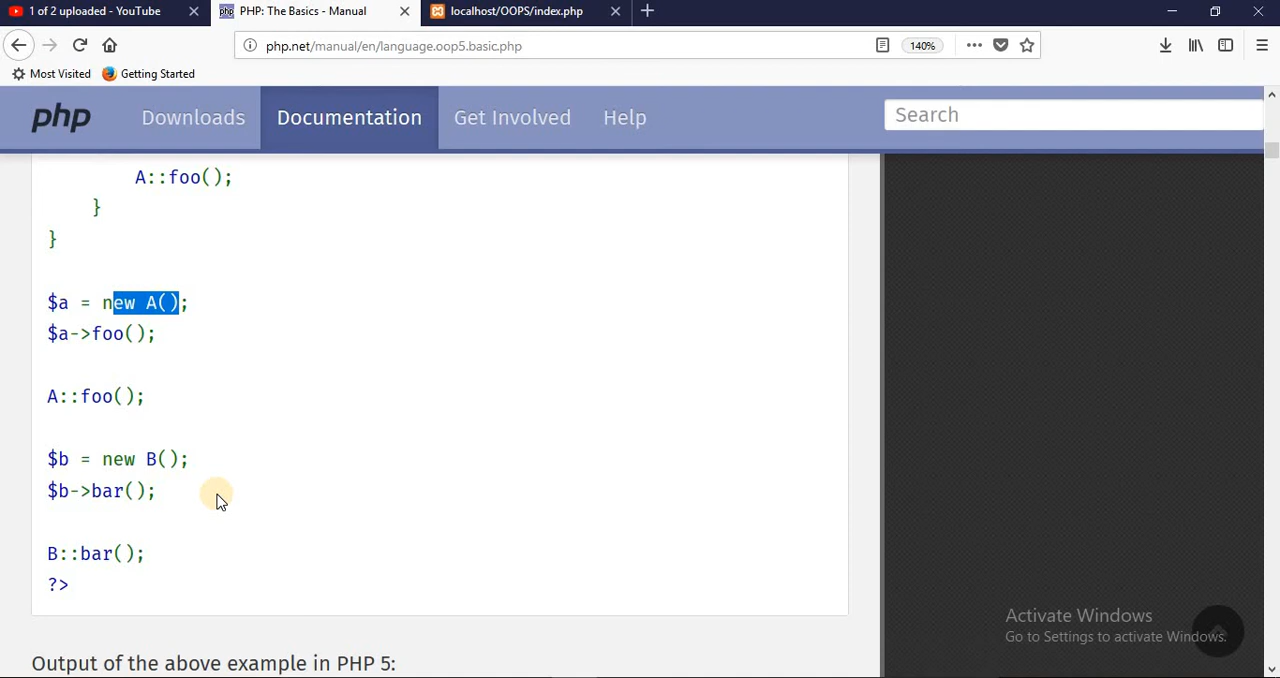 1 of 2 uploaded - YouTube
PHP: The Basics - Manual
localhost/OOPS/index.php
php.net/manual/en/language.oop5.basic.php
140%
Most Visited
Getting Started
php
Downloads
Documentation
Get Involved
Help
Search
A::foo();
}
}
$a = new A();
$a->foo();
A::foo();
$b = new B();
$b->bar();
B::bar();
?>
Output of the above example in PHP 5:
Activate Windows
Go to Settings to activate Windows.